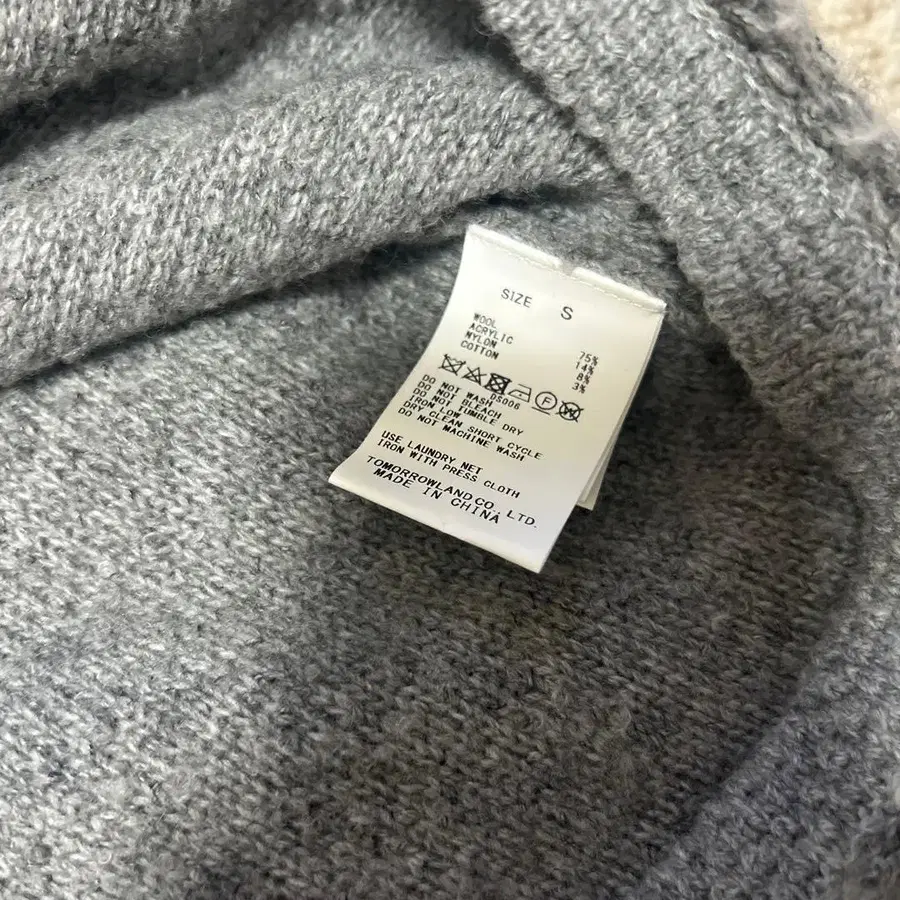 SIZE S
WOOL 75%
ACRYLIC 14%
NYLON 8%
COTTON 3%
DS006
DO NOT WASH
DO NOT BLEACH
DO NOT TUMBLE DRY
IRON LOW
DRY CLEAN SHORT CYCLE
DO NOT MACHINE WASH
USE LAUNDRY NET
IRON WITH PRESS CLOTH
TOMORROWLAND CO., LTD.
MADE IN CHINA